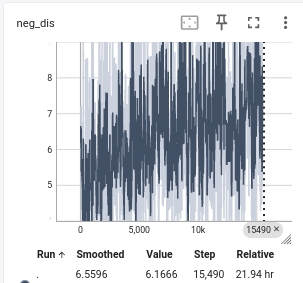 neg_dis
8
7
6
5
0 5,000 10k 15490 ×
Run ↑ Smoothed Value Step Relative
. 6.5596 6.1666 15,490 21.94 hr